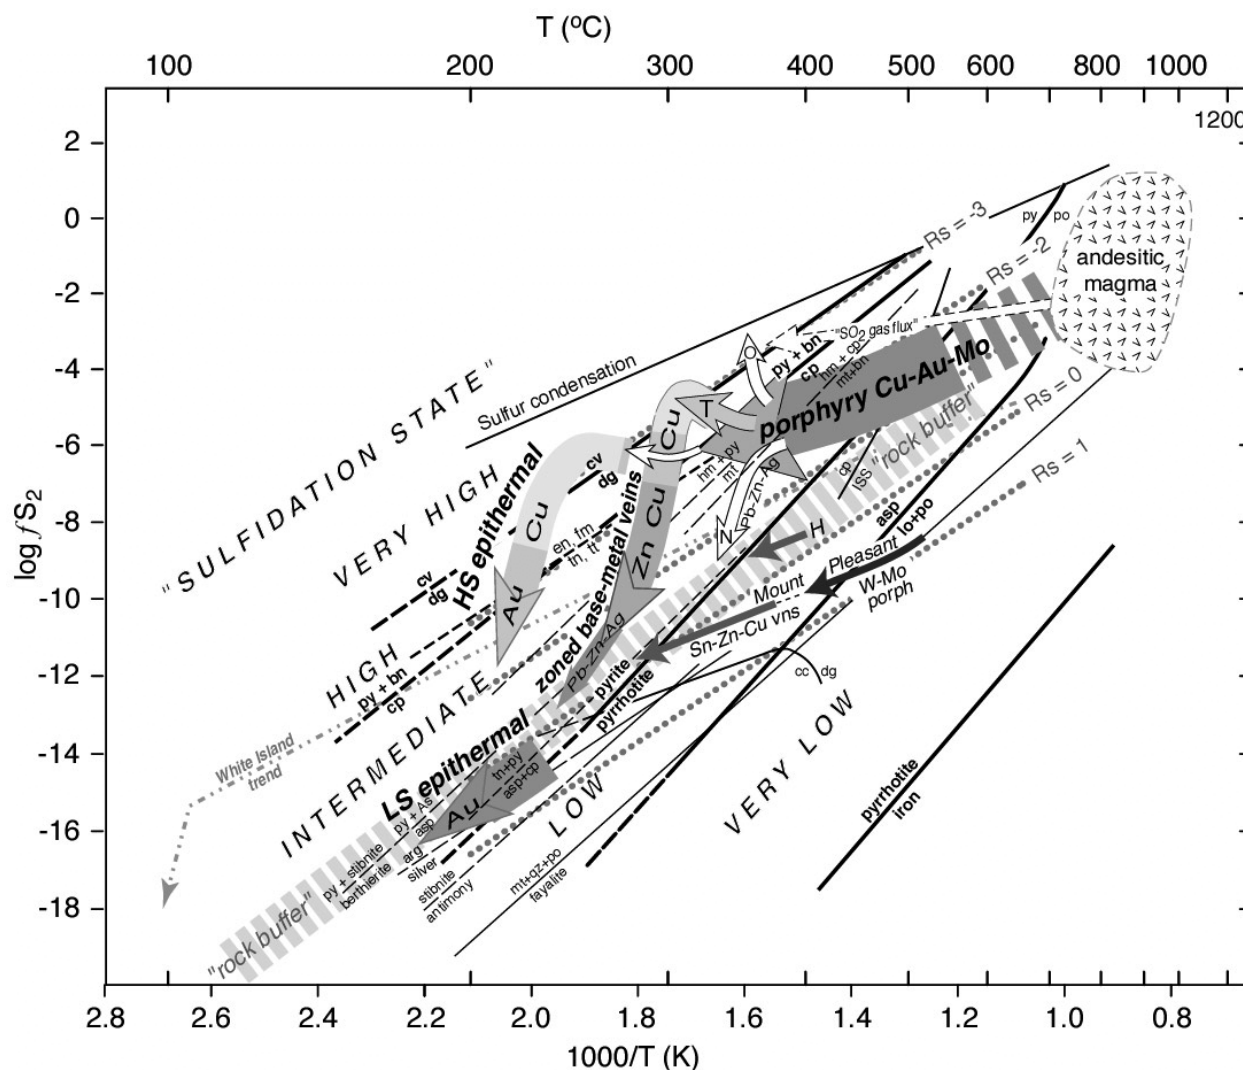 T (ºC)
100 200 300 400 500 600 800 1000
1200
2
0
-2
-4
-6
-8
-10
-12
-14
-16
-18
log fS2
2.8 2.6 2.4 2.2 2.0 1.8 1.6 1.4 1.2 1.0 0.8
1000/T (K)
"SULFIDATION STATE"
VERY HIGH
HIGH
INTERMEDIATE
LOW
VERY LOW
Sulfur condensation
Rs = -3
Rs = -2
Rs = 0
Rs = 1
py po
andesitic
magma
"SO2 gas flux"
porphyry Cu-Au-Mo
py + bn
cp
hm + cp
mt+bn
O
T
N
H
Cu
Cu
Zn
Pb-Zn-Ag
zoned base-metal veins
Cu
Au
HS epithermal
cv
dg
cv
dg
en, fm
tn, tt
hm + py
mt
Pb-Zn-Ag
cp
ISS
"rock buffer"
asp
lo+po
Mount Pleasant
W-Mo
porph
Sn-Zn-Cu vns
cc dg
pyrite
pyrrhotite
py + bn
cp
White Island
trend
LS epithermal
Au
tn+py
asp+cp
py + As
asp
arg
silver
py + stibnite
berthierite
stibnite
antimony
mt+qz+po
fayalite
pyrrhotite
iron
"rock buffer"